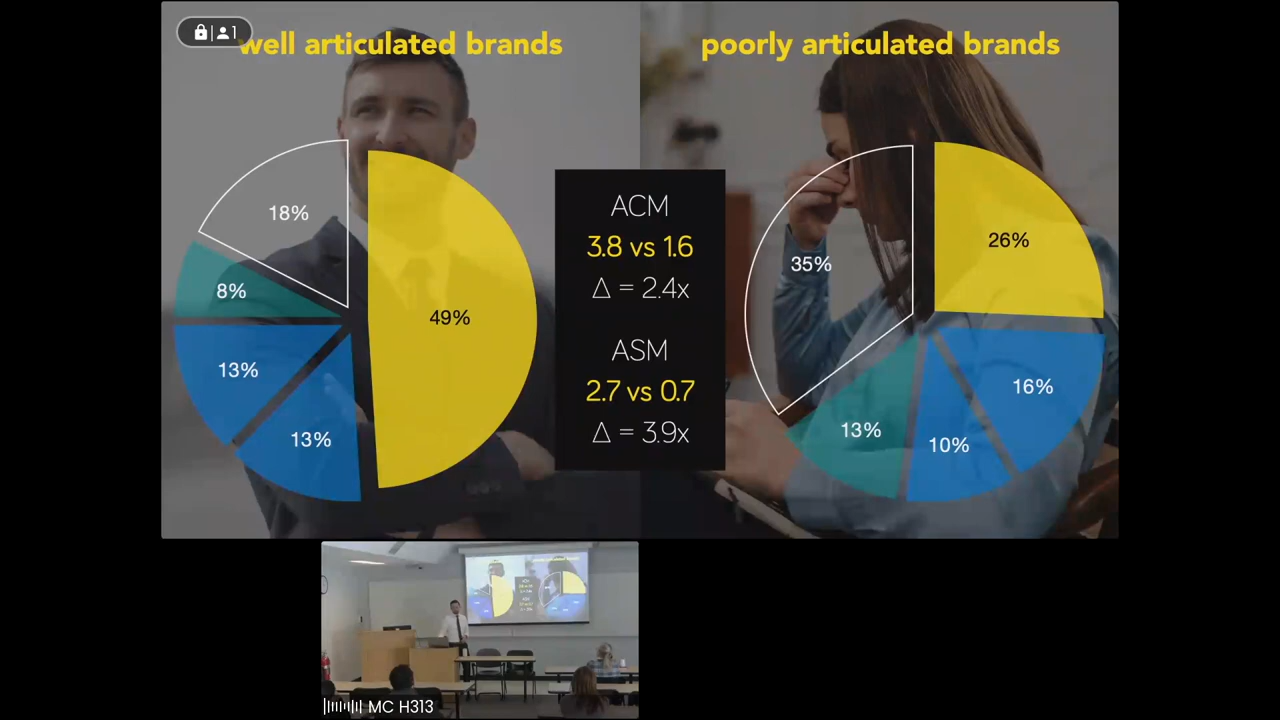 1
well articulated brands
poorly articulated brands
18%
8%
13%
13%
49%
ACM
3.8 vs 1.6
Δ = 2.4x
ASM
2.7 vs 0.7
Δ = 3.9x
35%
26%
16%
10%
13%
MC H313